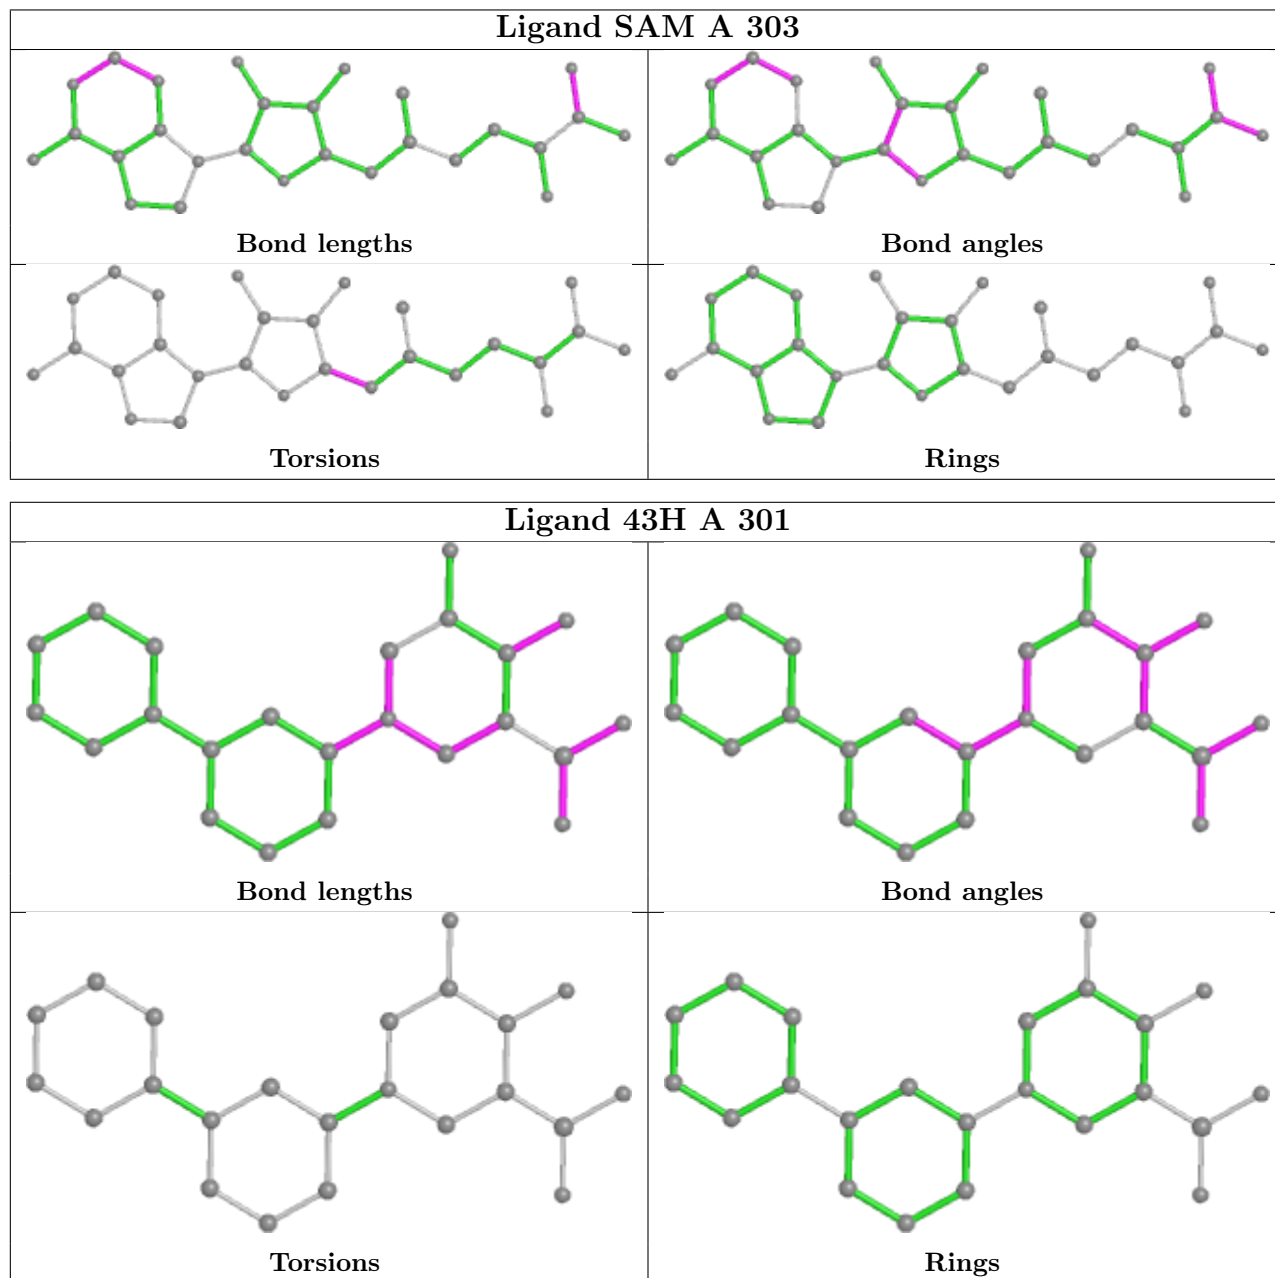 Ligand SAM A 303
Bond lengths
Bond angles
Torsions
Rings
Ligand 43H A 301
Bond lengths
Bond angles
Torsions
Rings